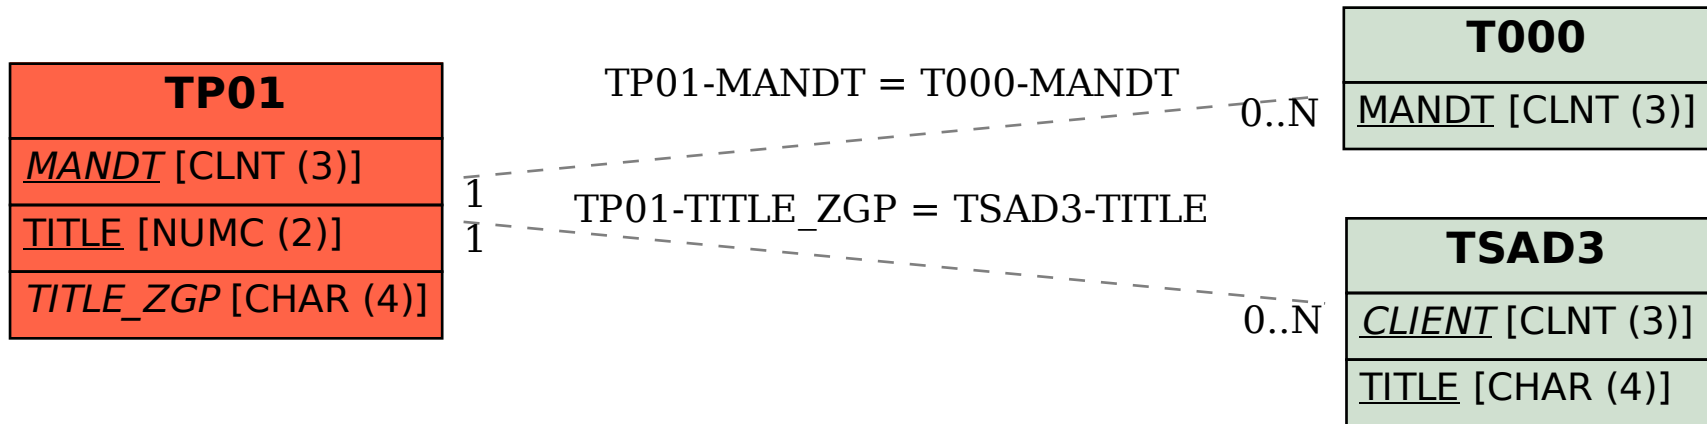 TP01
MANDT [CLNT (3)]
TITLE [NUMC (2)]
TITLE_ZGP [CHAR (4)]
TP01-MANDT = T000-MANDT
1
0..N
TP01-TITLE_ZGP = TSAD3-TITLE
1
0..N
T000
MANDT [CLNT (3)]
TSAD3
CLIENT [CLNT (3)]
TITLE [CHAR (4)]